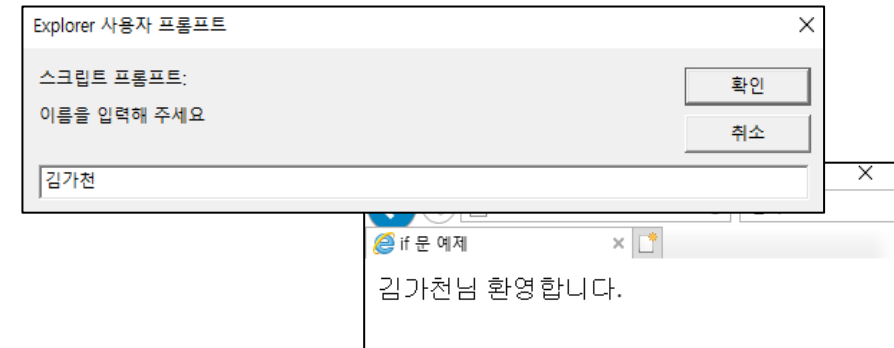 Explorer 사용자 프롬프트
스크립트 프롬프트:
확인
이름을 입력해 주세요
취소
김가천
if 문 예제
김가천님 환영합니다.